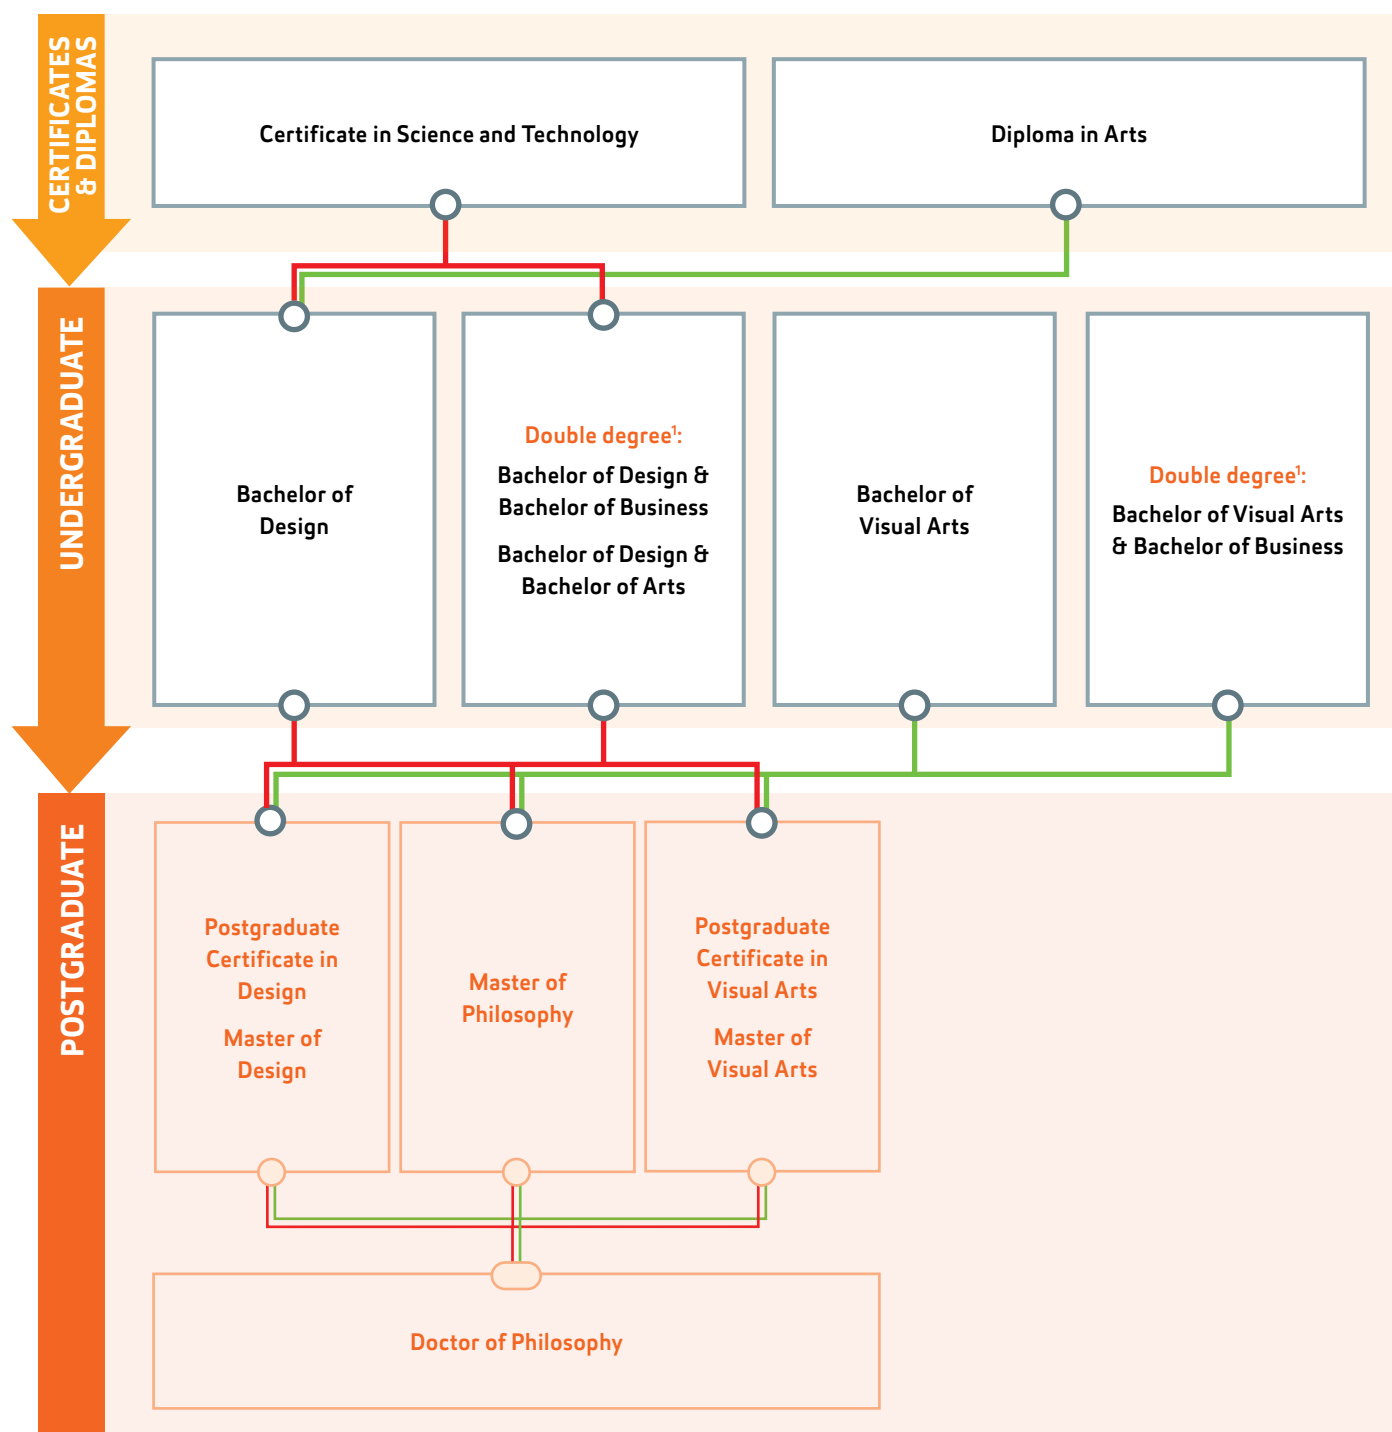 CERTIFICATES
& DIPLOMAS
Certificate in Science and Technology
Diploma in Arts
UNDERGRADUATE
Bachelor of
Design
Double degree¹:
Bachelor of Design &
Bachelor of Business
Bachelor of Design &
Bachelor of Arts
Bachelor of
Visual Arts
Double degree¹:
Bachelor of Visual Arts
& Bachelor of Business
POSTGRADUATE
Postgraduate
Certificate in
Design
Master of
Design
Master of
Philosophy
Postgraduate
Certificate in
Visual Arts
Master of
Visual Arts
Doctor of Philosophy